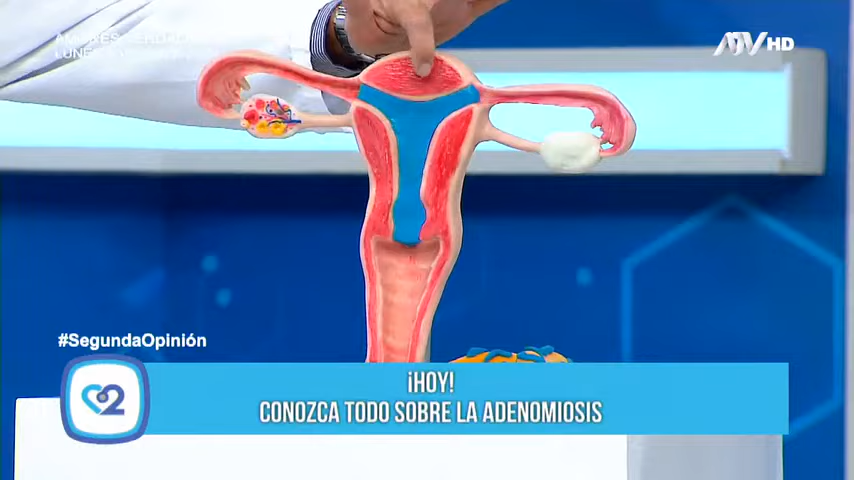 ATV HD
#SegundaOpinión
2
¡HOY!
CONOZCA TODO SOBRE LA ADENOMIOSIS